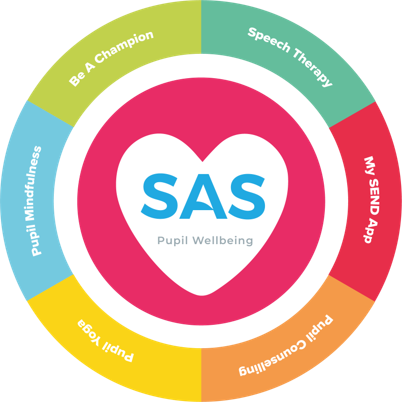 Be A Champion
Speech Therapy
My SEND App
Pupil Counselling
Pupil Yoga
Pupil Mindfulness
SAS
Pupil Wellbeing